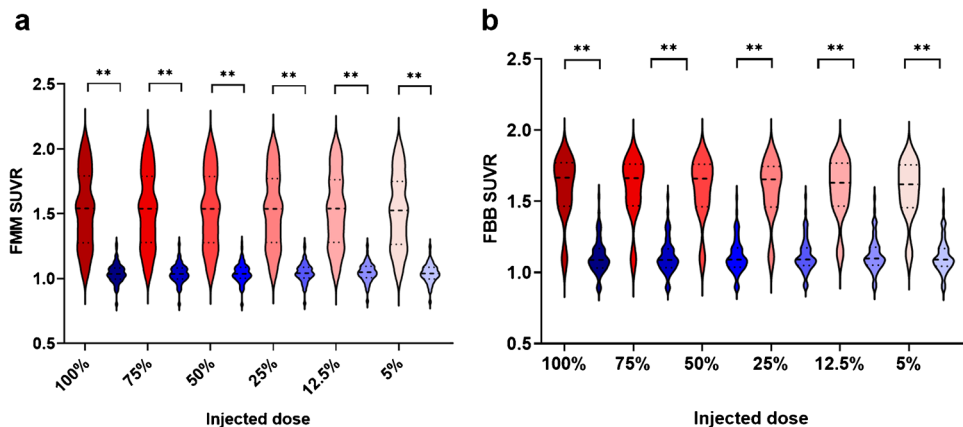 a
FMM SUVR
2.5
2.0
1.5
1.0
0.5
** ** ** ** ** **
100% 75% 50% 25% 12.5% 5%
Injected dose
b
FBB SUVR
2.5
2.0
1.5
1.0
0.5
** ** ** ** **
100% 75% 50% 25% 12.5% 5%
Injected dose